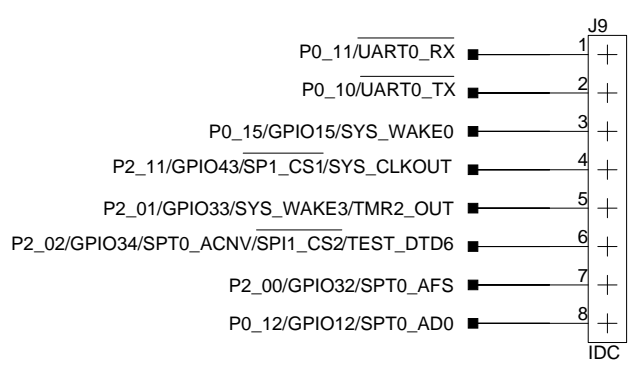 J9
P0_11/UART0_RX 1
P0_10/UART0_TX 2
P0_15/GPIO15/SYS_WAKE0 3
P2_11/GPIO43/SP1_CS1/SYS_CLKOUT 4
P2_01/GPIO33/SYS_WAKE3/TMR2_OUT 5
P2_02/GPIO34/SPT0_ACNV/SPI1_CS2/TEST_DTD6 6
P2_00/GPIO32/SPT0_AFS 7
P0_12/GPIO12/SPT0_AD0 8
IDC